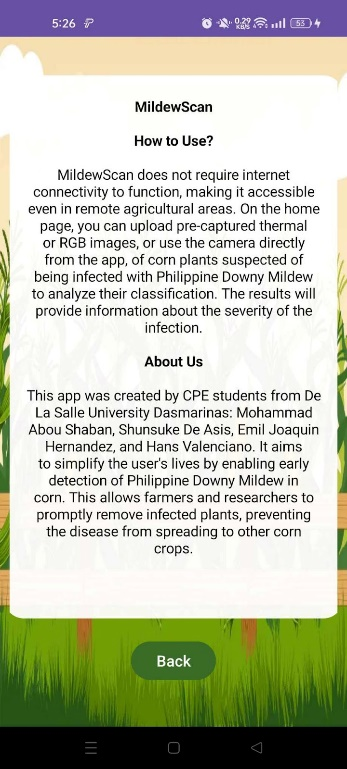 5:26
0.29
KB/S
53
MildewScan
How to Use?
MildewScan does not require internet
connectivity to function, making it accessible
even in remote agricultural areas. On the home
page, you can upload pre-captured thermal
or RGB images, or use the camera directly
from the app, of corn plants suspected of
being infected with Philippine Downy Mildew
to analyze their classification. The results will
provide information about the severity of the
infection.
About Us
This app was created by CPE students from De
La Salle University Dasmarinas: Mohammad
Abou Shaban, Shunsuke De Asis, Emil Joaquin
Hernandez, and Hans Valenciano. It aims
to simplify the user's lives by enabling early
detection of Philippine Downy Mildew in
corn. This allows farmers and researchers to
promptly remove infected plants, preventing
the disease from spreading to other corn
crops.
Back